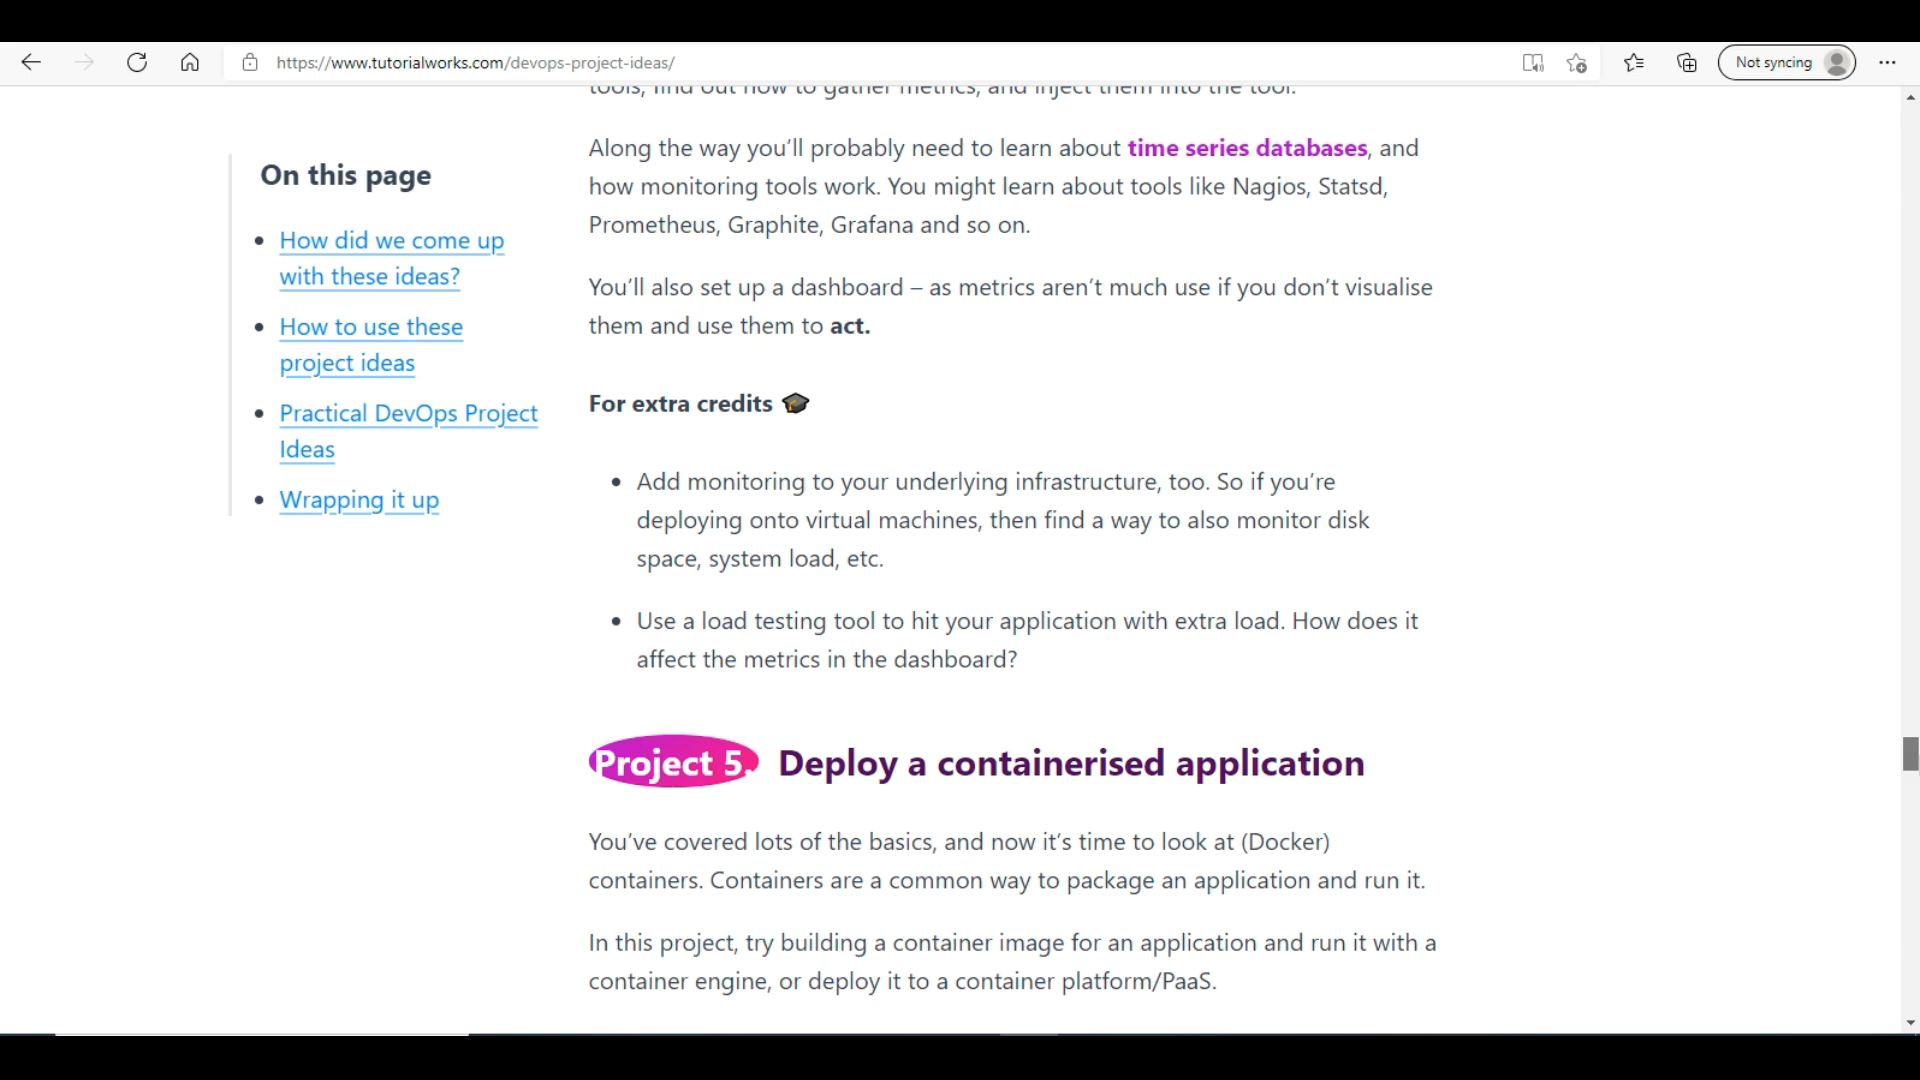 https://www.tutorialworks.com/devops-project-ideas/
Not syncing
tools, find out how to gather metrics, and inject them into the tool.
On this page
How did we come up
with these ideas?
How to use these
project ideas
Practical DevOps Project
Ideas
Wrapping it up
Along the way you’ll probably need to learn about time series databases, and
how monitoring tools work. You might learn about tools like Nagios, Statsd,
Prometheus, Graphite, Grafana and so on.
You’ll also set up a dashboard – as metrics aren’t much use if you don’t visualise
them and use them to act.
For extra credits 🎓
Add monitoring to your underlying infrastructure, too. So if you’re
deploying onto virtual machines, then find a way to also monitor disk
space, system load, etc.
Use a load testing tool to hit your application with extra load. How does it
affect the metrics in the dashboard?
Project 5. Deploy a containerised application
You’ve covered lots of the basics, and now it’s time to look at (Docker)
containers. Containers are a common way to package an application and run it.
In this project, try building a container image for an application and run it with a
container engine, or deploy it to a container platform/PaaS.